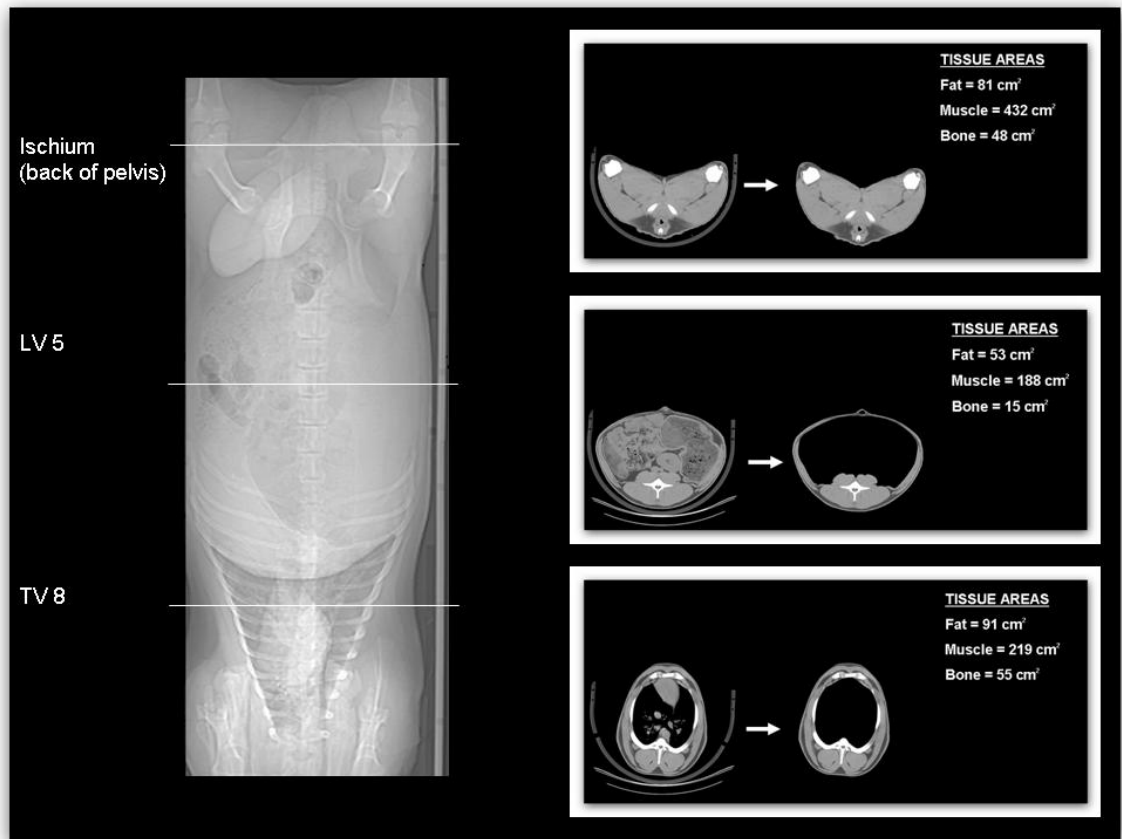 Ischium
(back of pelvis)
LV 5
TV 8
TISSUE AREAS
Fat = 81 cm²
Muscle = 432 cm²
Bone = 48 cm²
TISSUE AREAS
Fat = 53 cm²
Muscle = 188 cm²
Bone = 15 cm²
TISSUE AREAS
Fat = 91 cm²
Muscle = 219 cm²
Bone = 55 cm²